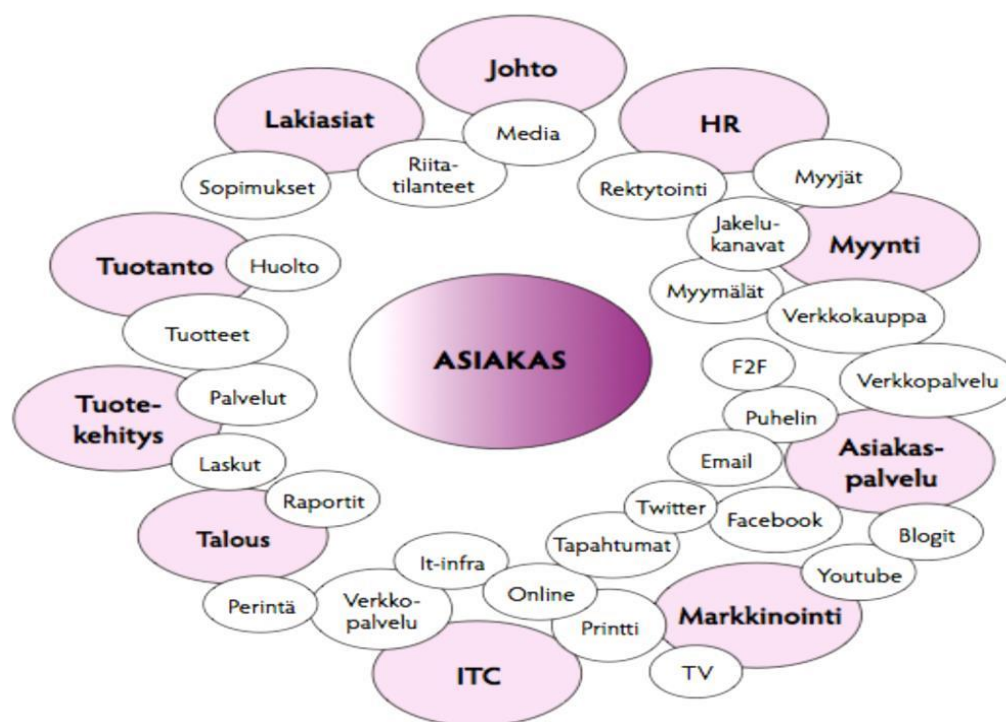 Johto
Media
HR
Rektytointi
Myyjät
Lakiasiat
Riita-
tilanteet
Sopimukset
Jakelu-
kanavat
Myynti
Myymälät
Verkkokauppa
Tuotanto
Huolto
Tuotteet
ASIAKAS
F2F
Verkkopalvelu
Puhelin
Tuote-
kehitys
Palvelut
Laskut
Email
Asiakas-
palvelu
Raportit
Talous
Twitter
Facebook
Blogit
Tapahtumat
Youtube
It-infra
Online
Perintä
Verkko-
palvelu
Printti
Markkinointi
ITC
TV